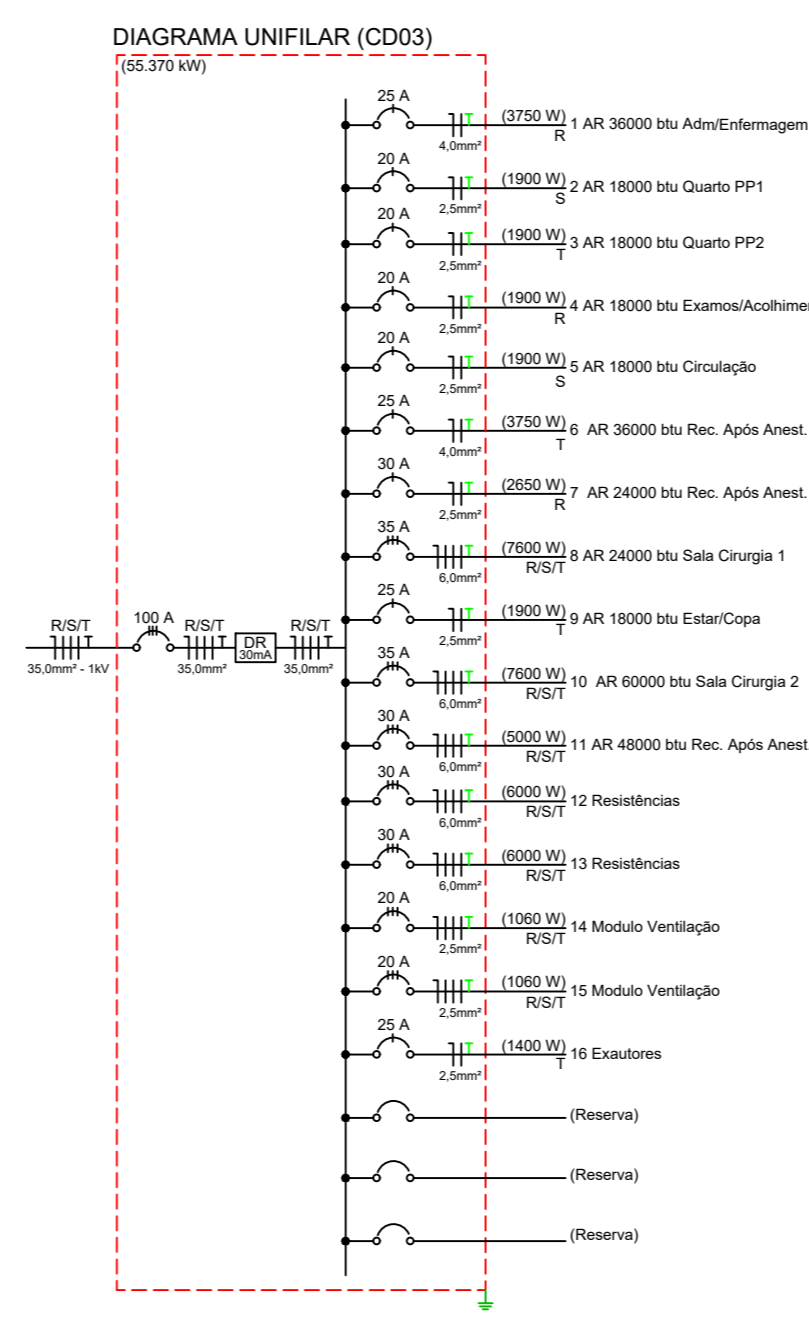 DIAGRAMA UNIFILAR (CD03)
(55.370 kW)
25 A
4,0mm²
(3750 W)
R
1 AR 36000 btu Adm/Enfermagem
20 A
2,5mm²
(1900 W)
S
2 AR 18000 btu Quarto PP1
20 A
2,5mm²
(1900 W)
T
3 AR 18000 btu Quarto PP2
20 A
2,5mm²
(1900 W)
R
4 AR 18000 btu Examos/Acolhime
20 A
2,5mm²
(1900 W)
S
5 AR 18000 btu Circulação
25 A
4,0mm²
(3750 W)
T
6 AR 36000 btu Rec. Após Anest.
30 A
2,5mm²
(2650 W)
R
7 AR 24000 btu Rec. Após Anest.
35 A
6,0mm²
(7600 W)
R/S/T
8 AR 24000 btu Sala Cirurgia 1
25 A
2,5mm²
(1900 W)
T
9 AR 18000 btu Estar/Copa
R/S/T
35,0mm² - 1kV
100 A
R/S/T
35,0mm²
DR
30mA
R/S/T
35,0mm²
35 A
6,0mm²
(7600 W)
R/S/T
10 AR 60000 btu Sala Cirurgia 2
30 A
6,0mm²
(5000 W)
R/S/T
11 AR 48000 btu Rec. Após Anest
30 A
6,0mm²
(6000 W)
R/S/T
12 Resistências
30 A
6,0mm²
(6000 W)
R/S/T
13 Resistências
20 A
2,5mm²
(1060 W)
R/S/T
14 Modulo Ventilação
20 A
2,5mm²
(1060 W)
R/S/T
15 Modulo Ventilação
25 A
2,5mm²
(1400 W)
T
16 Exautores
(Reserva)
(Reserva)
(Reserva)